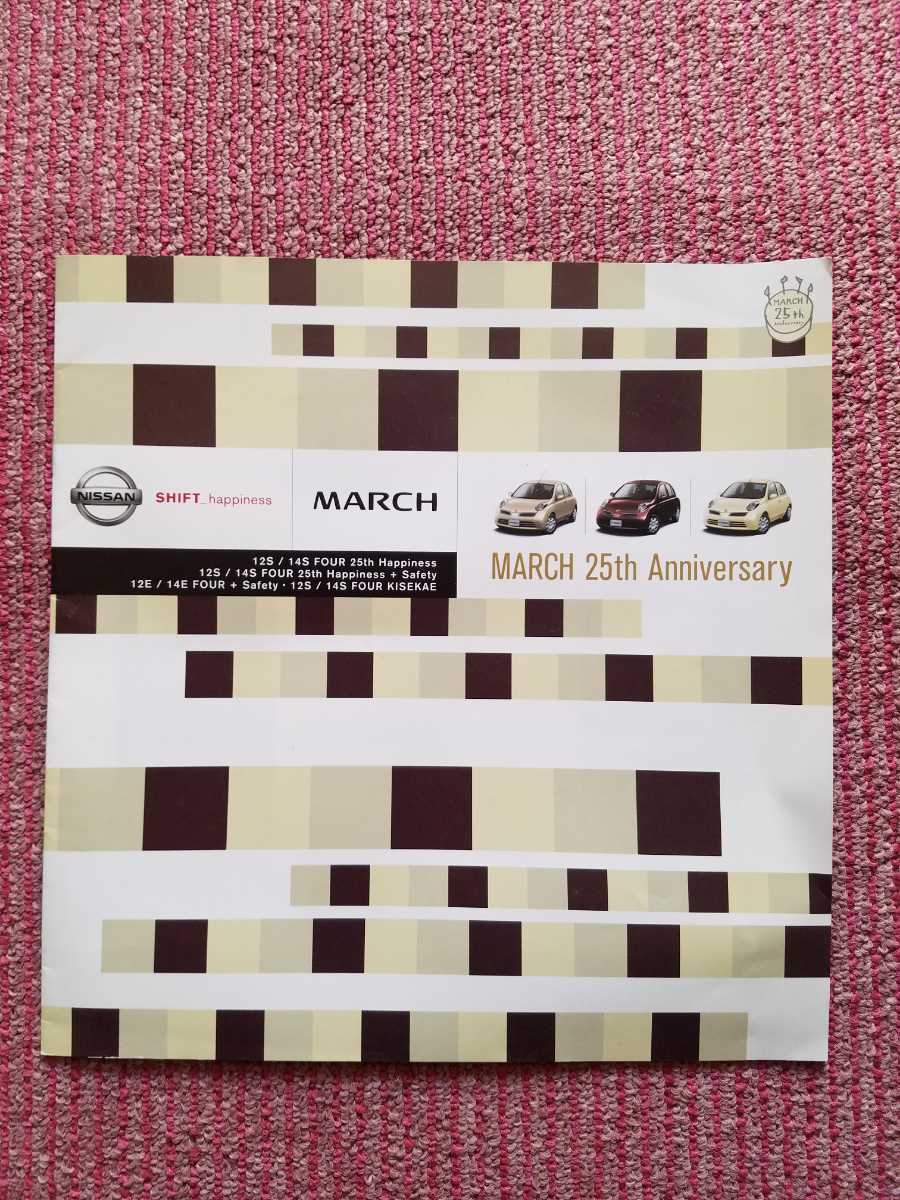 MARCH
25th
anniversary
NISSAN
SHIFT_happiness
MARCH
12S / 14S FOUR 25th Happiness
12S / 14S FOUR 25th Happiness + Safety
12E / 14E FOUR + Safety・12S / 14S FOUR KISEKAE
MARCH 25th Anniversary